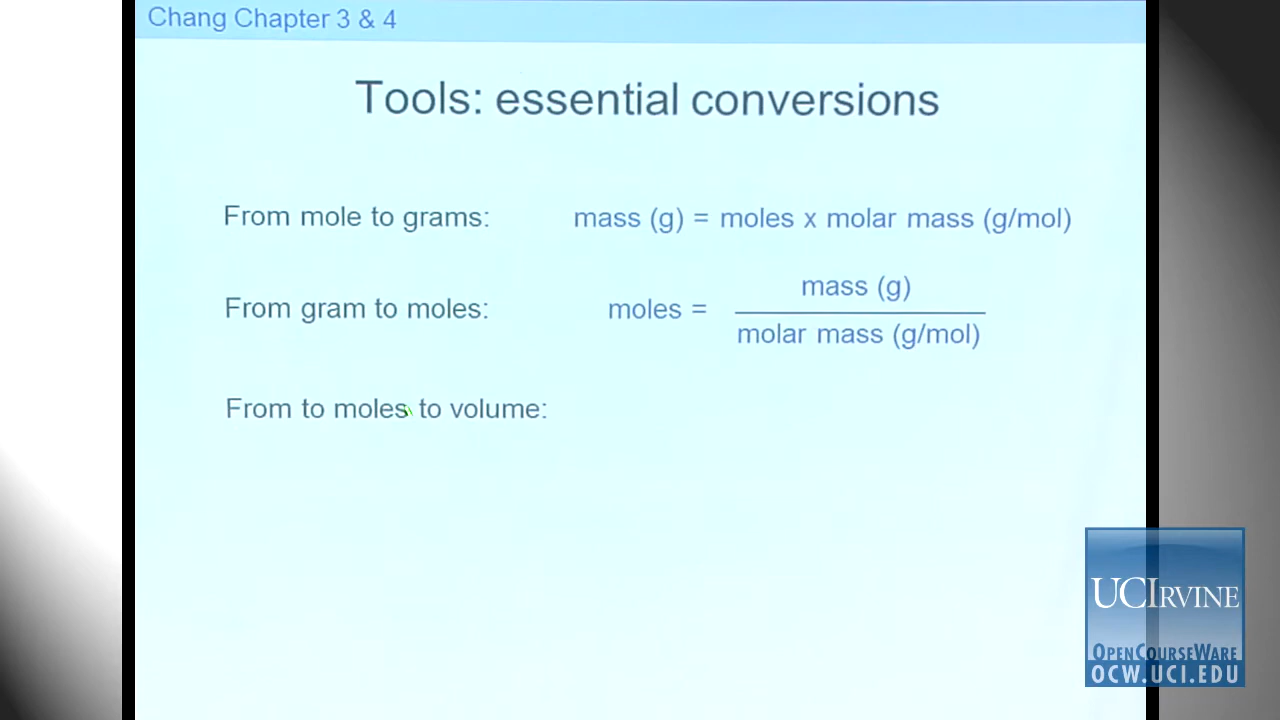 Chang Chapter 3 & 4
Tools: essential conversions
From mole to grams: mass (g) = moles x molar mass (g/mol)
From gram to moles: moles = mass (g)
molar mass (g/mol)
From to moles to volume:
UCIRVINE
OPENCOURSEWARE
OCW.UCI.EDU